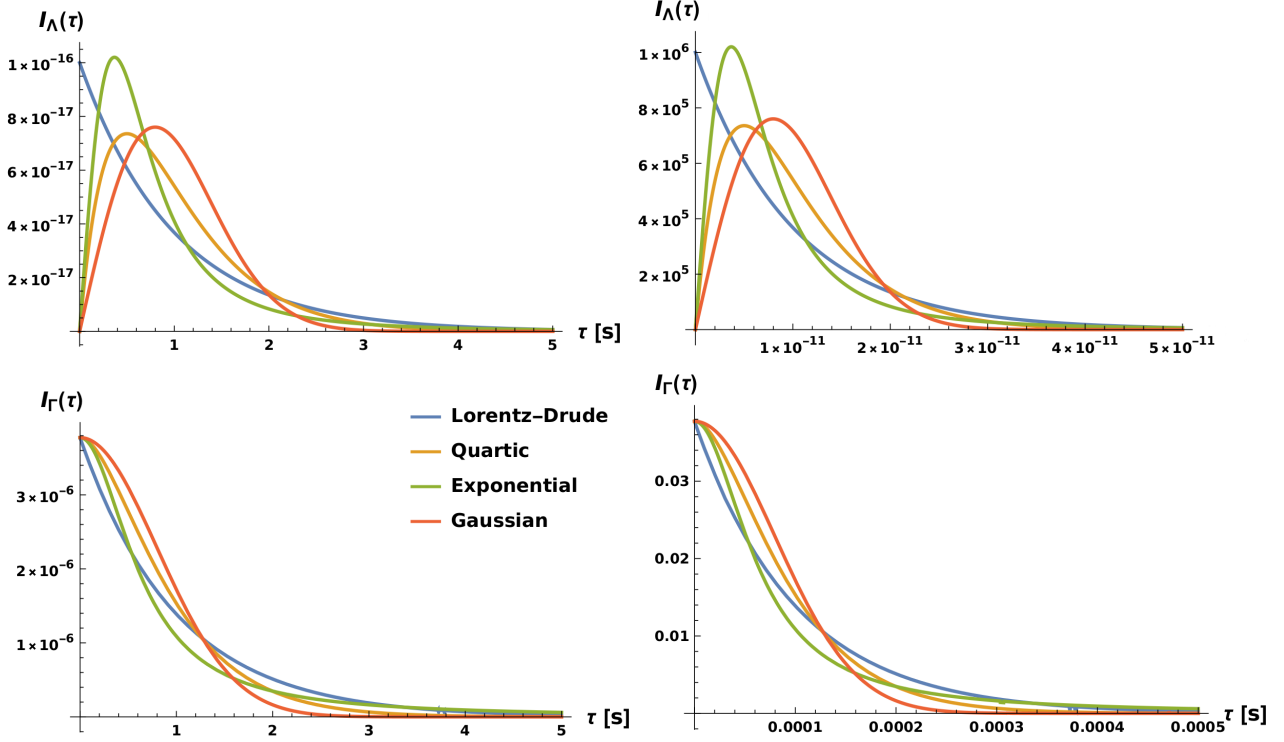 I_Λ(τ)
1×10⁻¹⁶
8×10⁻¹⁷
6×10⁻¹⁷
4×10⁻¹⁷
2×10⁻¹⁷
1 2 3 4 5
τ [s]
I_Λ(τ)
1×10⁶
8×10⁵
6×10⁵
4×10⁵
2×10⁵
1×10⁻¹¹ 2×10⁻¹¹ 3×10⁻¹¹ 4×10⁻¹¹ 5×10⁻¹¹
τ [s]
I_Γ(τ)
3×10⁻⁶
2×10⁻⁶
1×10⁻⁶
1 2 3 4 5
τ [s]
Lorentz–Drude
Quartic
Exponential
Gaussian
I_Γ(τ)
0.03
0.02
0.01
0.0001 0.0002 0.0003 0.0004 0.0005
τ [s]